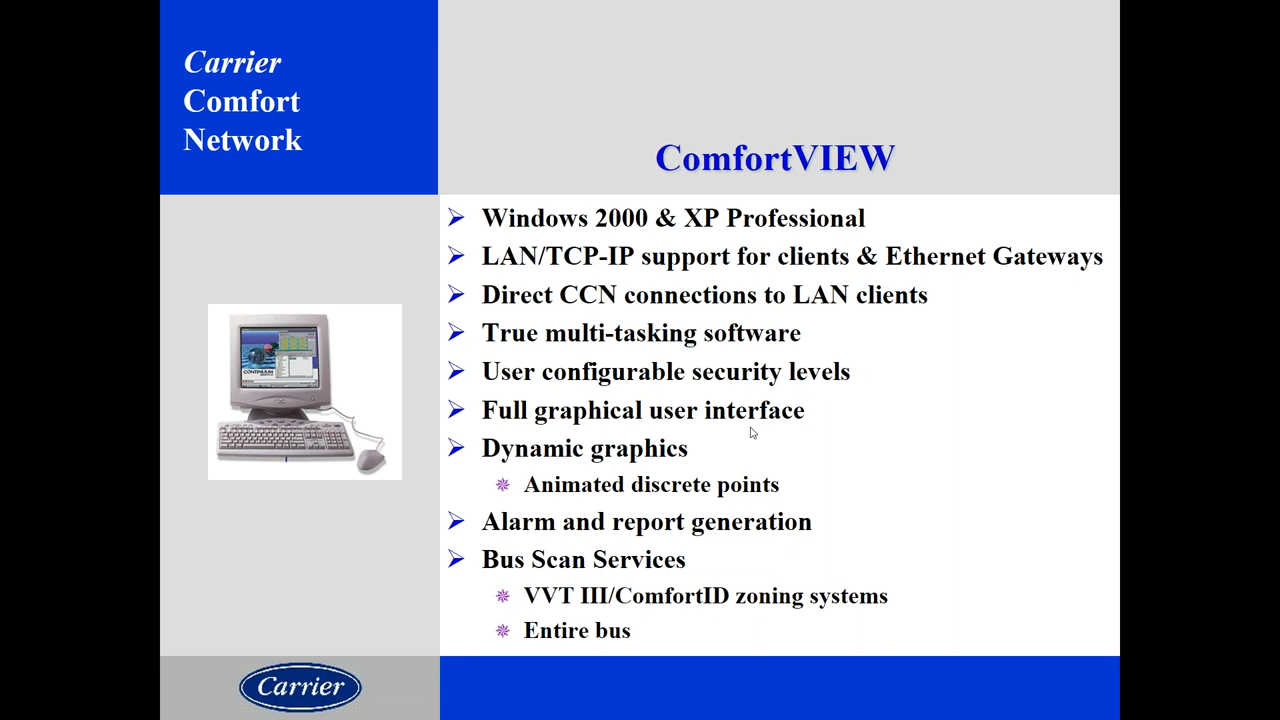 Carrier
Comfort
Network
ComfortVIEW
Windows 2000 & XP Professional
LAN/TCP-IP support for clients & Ethernet Gateways
Direct CCN connections to LAN clients
True multi-tasking software
User configurable security levels
Full graphical user interface
Dynamic graphics
Animated discrete points
Alarm and report generation
Bus Scan Services
VVT III/ComfortID zoning systems
Entire bus
CONTINUUM
Carrier